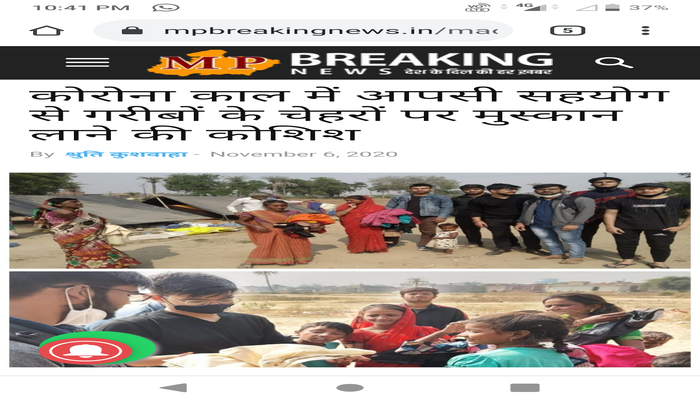 10:41 PM 4G 37%
mpbreakingnews.in/mad 5
MP BREAKING
NEWS देश के दिल की हर ख़बर
कोरोना काल में आपसी सहयोग
से गरीबों के चेहरों पर मुस्कान
लाने की कोशिश
By श्रुति कुशवाहा - November 6, 2020